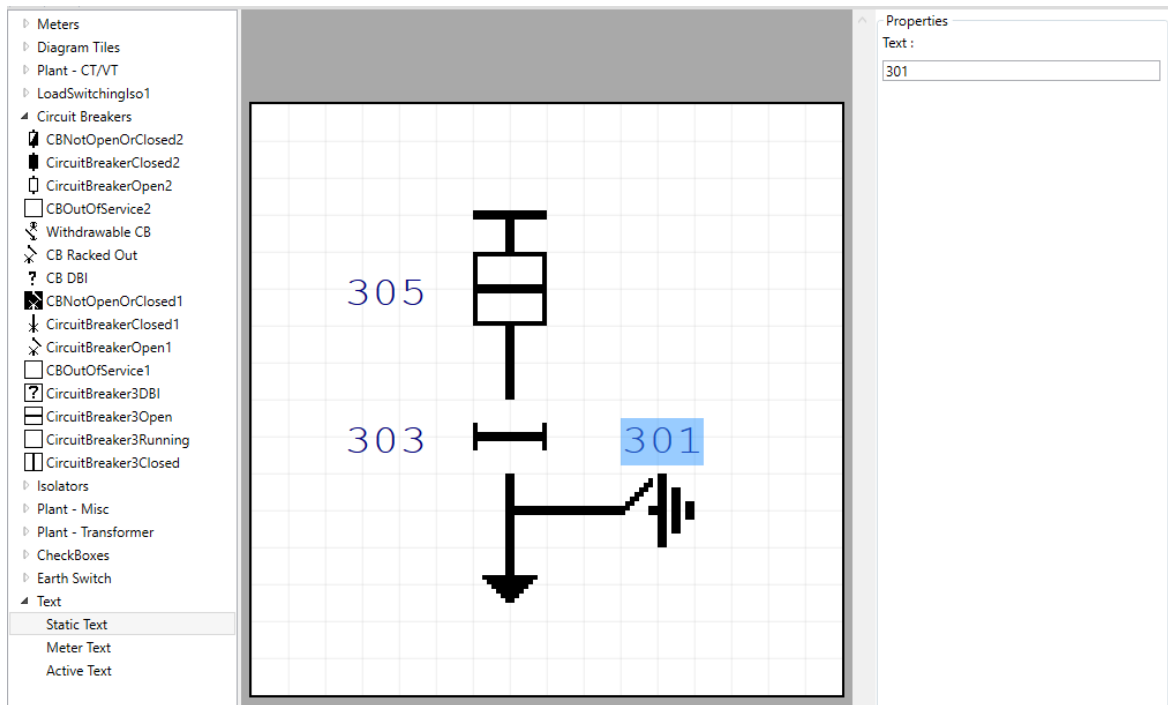 Meters
Diagram Tiles
Plant - CT/VT
LoadSwitchingIso1
Circuit Breakers
CBNotOpenOrClosed2
CircuitBreakerClosed2
CircuitBreakerOpen2
CBOutOfService2
Withdrawable CB
CB Racked Out
? CB DBI
CBNotOpenOrClosed1
CircuitBreakerClosed1
CircuitBreakerOpen1
CBOutOfService1
? CircuitBreaker3DBI
CircuitBreaker3Open
CircuitBreaker3Running
CircuitBreaker3Closed
Isolators
Plant - Misc
Plant - Transformer
CheckBoxes
Earth Switch
Text
Static Text
Meter Text
Active Text
305
303
301
Properties
Text :
301